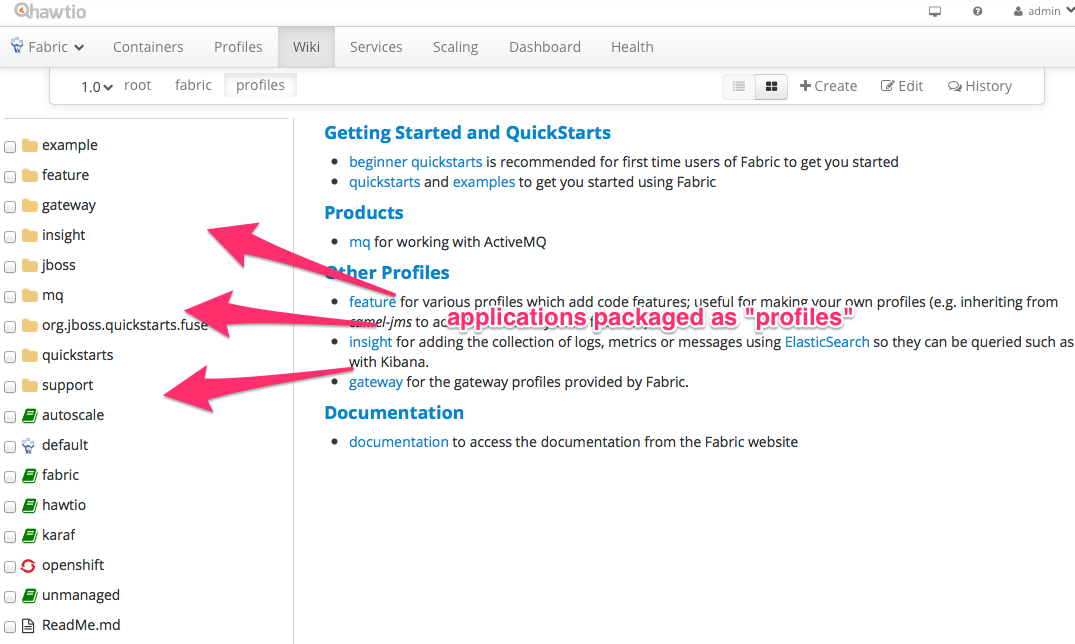 hawtio
admin
Fabric Containers Profiles Wiki Services Scaling Dashboard Health
1.0 root fabric profiles Create Edit History
example
feature
gateway
insight
jboss
mq
org.jboss.quickstarts.fuse
quickstarts
support
autoscale
default
fabric
hawtio
karaf
openshift
unmanaged
ReadMe.md
Getting Started and QuickStarts
beginner quickstarts is recommended for first time users of Fabric to get you started
quickstarts and examples to get you started using Fabric
Products
mq for working with ActiveMQ
Other Profiles
feature for various profiles which add code features; useful for making your own profiles (e.g. inheriting from
camel-jms to
applications packaged as "profiles"
insight for adding the collection of logs, metrics or messages using ElasticSearch so they can be queried such as
with Kibana.
gateway for the gateway profiles provided by Fabric.
Documentation
documentation to access the documentation from the Fabric website